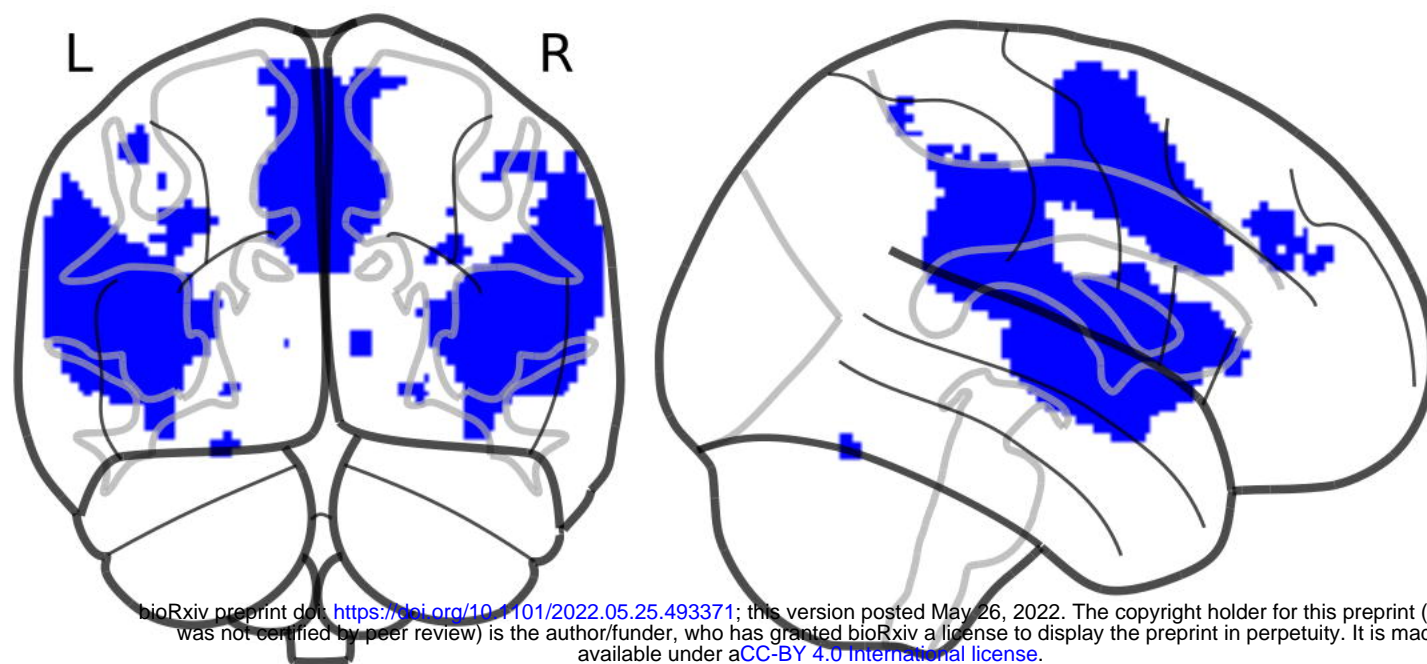 L R
bioRxiv preprint doi: https://doi.org/10.1101/2022.05.25.493371; this version posted May 26, 2022. The copyright holder for this preprint (
was not certified by peer review) is the author/funder, who has granted bioRxiv a license to display the preprint in perpetuity. It is
available under aCC-BY 4.0 International license.